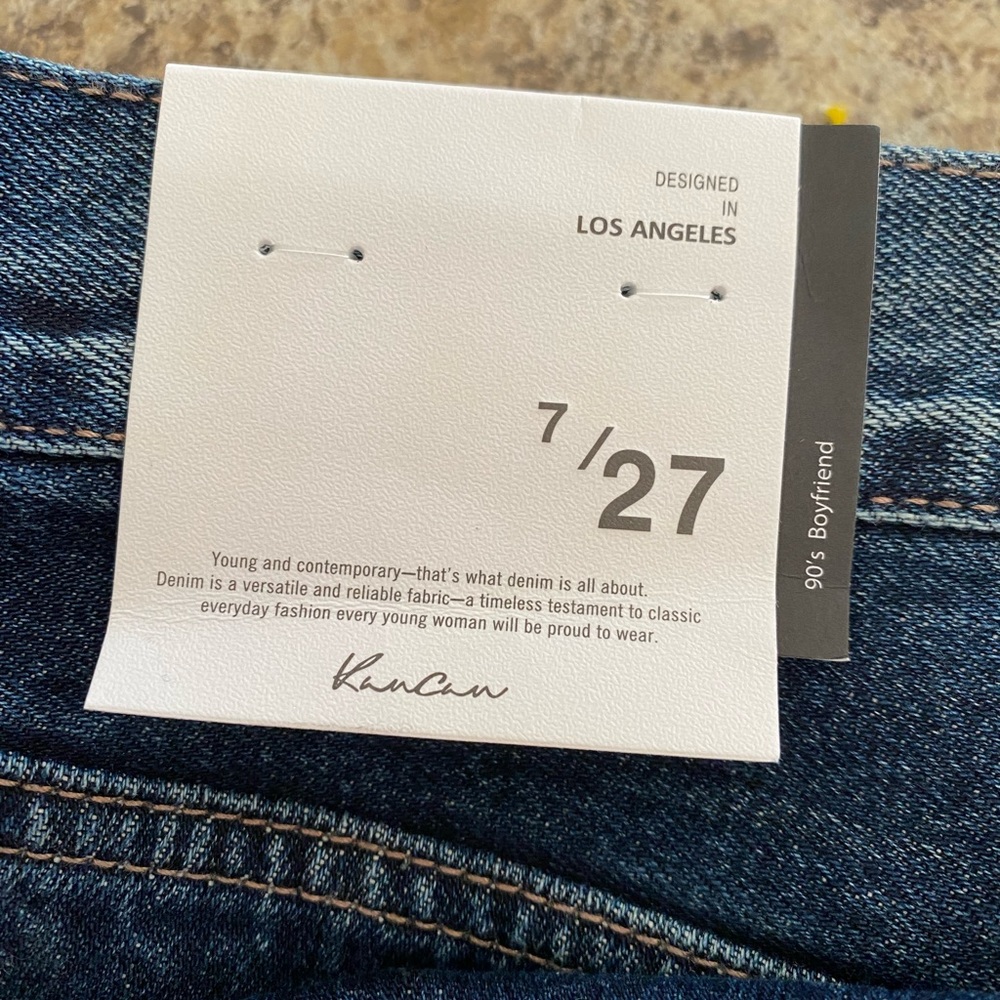 DESIGNED
IN
LOS ANGELES
7/27
Young and contemporary—that's what denim is all about.
Denim is a versatile and reliable fabric—a timeless testament to classic
everyday fashion every young woman will be proud to wear.
KanCan
90's Boyfriend